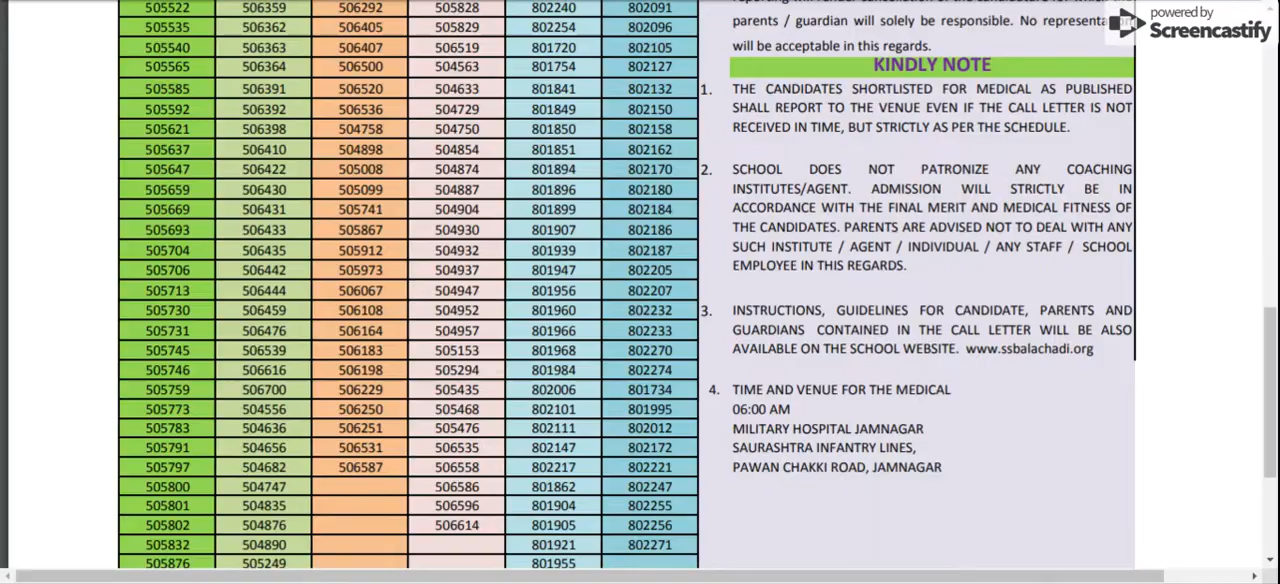 505522 506359 506292 505828 802240 802091
505535 506362 506405 505829 802254 802096
505540 506363 506407 506519 801720 802105
505565 506364 506500 504563 801754 802127
505585 506391 506520 504633 801841 802132
505592 506392 506536 504729 801849 802150
505621 506398 504758 504750 801850 802158
505637 506410 504898 504854 801851 802162
505647 506422 505008 504874 801894 802170
505659 506430 505099 504887 801896 802180
505669 506431 505741 504904 801899 802184
505693 506433 505867 504930 801907 802186
505704 506435 505912 504932 801939 802187
505706 506442 505973 504937 801947 802205
505713 506444 506067 504947 801956 802207
505730 506459 506108 504952 801960 802232
505731 506476 506164 504957 801966 802233
505745 506539 506183 505153 801968 802270
505746 506616 506198 505294 801984 802274
505759 506700 506229 505435 802006 801734
505773 504556 506250 505468 802101 801995
505783 504636 506251 505476 802111 802012
505791 504656 506531 506535 802147 802172
505797 504682 506587 506558 802217 802221
505800 504747 506586 801862 802247
505801 504835 506596 801904 802255
505802 504876 506614 801905 802256
505832 504890 801921 802271
505876 505249 801955
parents / guardian will solely be responsible. No
will be acceptable in this regards.
KINDLY NOTE
1. THE CANDIDATES SHORTLISTED FOR MEDICAL AS PUBLISHED
SHALL REPORT TO THE VENUE EVEN IF THE CALL LETTER IS NOT
RECEIVED IN TIME, BUT STRICTLY AS PER THE SCHEDULE.
2. SCHOOL DOES NOT PATRONIZE ANY COACHING
INSTITUTES/AGENT. ADMISSION WILL STRICTLY BE IN
ACCORDANCE WITH THE FINAL MERIT AND MEDICAL FITNESS OF
THE CANDIDATES. PARENTS ARE ADVISED NOT TO DEAL WITH ANY
SUCH INSTITUTE / AGENT / INDIVIDUAL / ANY STAFF / SCHOOL
EMPLOYEE IN THIS REGARDS.
3. INSTRUCTIONS, GUIDELINES FOR CANDIDATE, PARENTS AND
GUARDIANS CONTAINED IN THE CALL LETTER WILL BE ALSO
AVAILABLE ON THE SCHOOL WEBSITE. www.ssbalachadi.org
4. TIME AND VENUE FOR THE MEDICAL
06:00 AM
MILITARY HOSPITAL JAMNAGAR
SAURASHTRA INFANTRY LINES,
PAWAN CHAKKI ROAD, JAMNAGAR
powered by
Screencastify